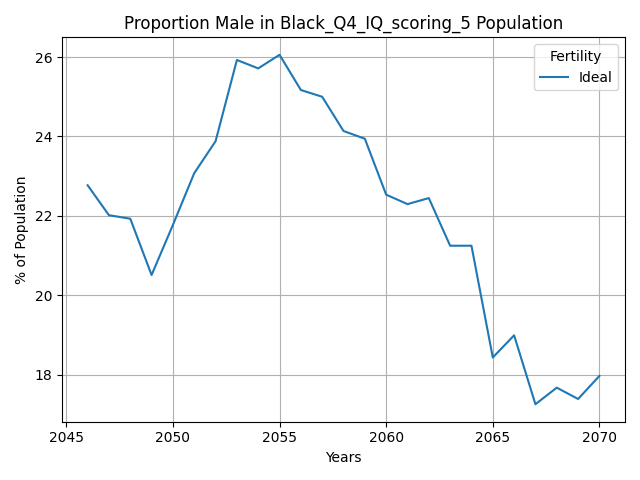 Proportion Male in Black_Q4_IQ_scoring_5 Population
Fertility
Ideal
% of Population
26
24
22
20
18
2045 2050 2055 2060 2065 2070
Years